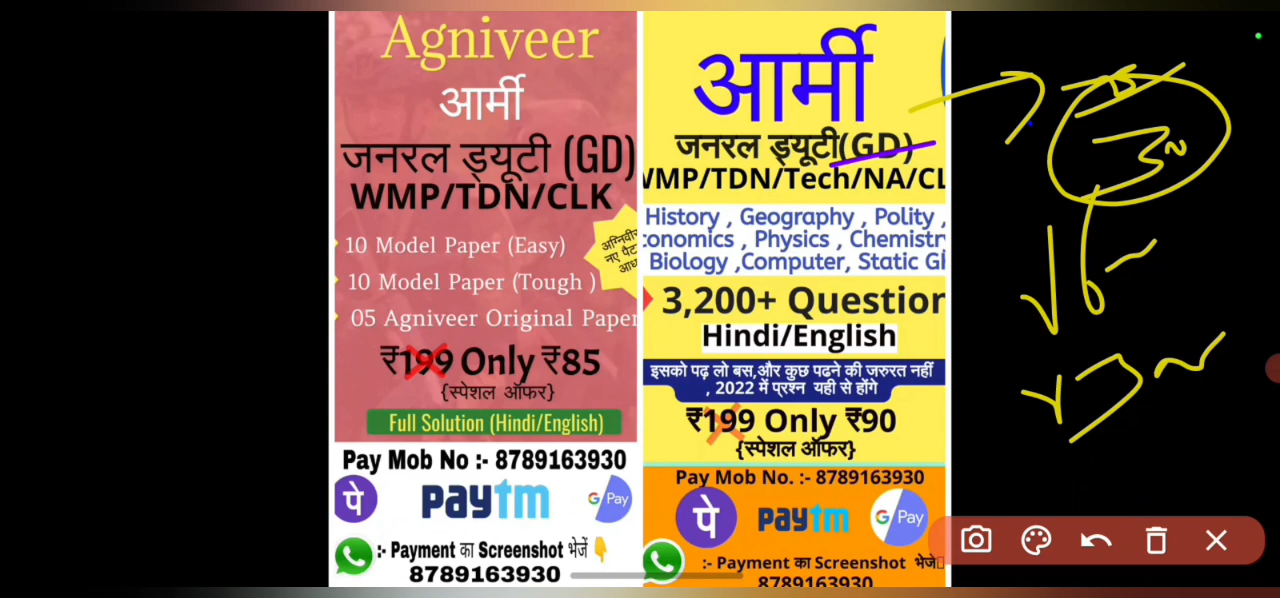 Agniveer
आर्मी
जनरल ड्यूटी (GD)
WMP/TDN/CLK
10 Model Paper (Easy)
10 Model Paper (Tough )
05 Agniveer Original Paper
₹199 Only ₹85
{स्पेशल ऑफर}
Full Solution (Hindi/English)
Pay Mob No :- 8789163930
पे paytm G Pay
:- Payment का Screenshot भेजें 👇
8789163930
आर्मी
जनरल ड्यूटी(GD)
WMP/TDN/Tech/NA/CL
History , Geography , Polity ,
conomics , Physics , Chemistr
Biology ,Computer, Static G
3,200+ Question
Hindi/English
इसको पढ़ लो बस,और कुछ पढने की जरुरत नहीं
, 2022 में प्रश्न यही से होंगे
₹199 Only ₹90
{स्पेशल ऑफर}
Pay Mob No. :- 8789163930
पे paytm G Pay
:- Payment का Screenshot भेजे
8789163930